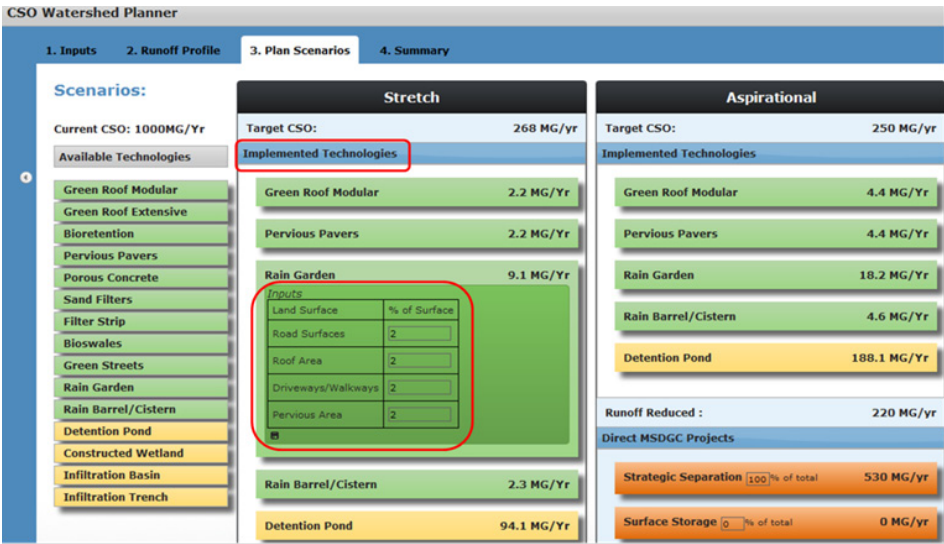 CSO Watershed Planner
1. Inputs 2. Runoff Profile 3. Plan Scenarios 4. Summary
Scenarios:
Current CSO: 1000MG/Yr
Available Technologies
Green Roof Modular
Green Roof Extensive
Bioretention
Pervious Pavers
Porous Concrete
Sand Filters
Filter Strip
Bioswales
Green Streets
Rain Garden
Rain Barrel/Cistern
Detention Pond
Constructed Wetland
Infiltration Basin
Infiltration Trench
Stretch
Target CSO: 268 MG/yr
Implemented Technologies
Green Roof Modular 2.2 MG/Yr
Pervious Pavers 2.2 MG/Yr
Rain Garden 9.1 MG/Yr
Inputs
Land Surface % of Surface
Road Surfaces 2
Roof Area 2
Driveways/Walkways 2
Pervious Area 2
Rain Barrel/Cistern 2.3 MG/Yr
Detention Pond 94.1 MG/Yr
Aspirational
Target CSO: 250 MG/yr
Implemented Technologies
Green Roof Modular 4.4 MG/Yr
Pervious Pavers 4.4 MG/Yr
Rain Garden 18.2 MG/Yr
Rain Barrel/Cistern 4.6 MG/Yr
Detention Pond 188.1 MG/Yr
Runoff Reduced : 220 MG/yr
Direct MSDGC Projects
Strategic Separation 100 % of total 530 MG/yr
Surface Storage 0 % of total 0 MG/yr